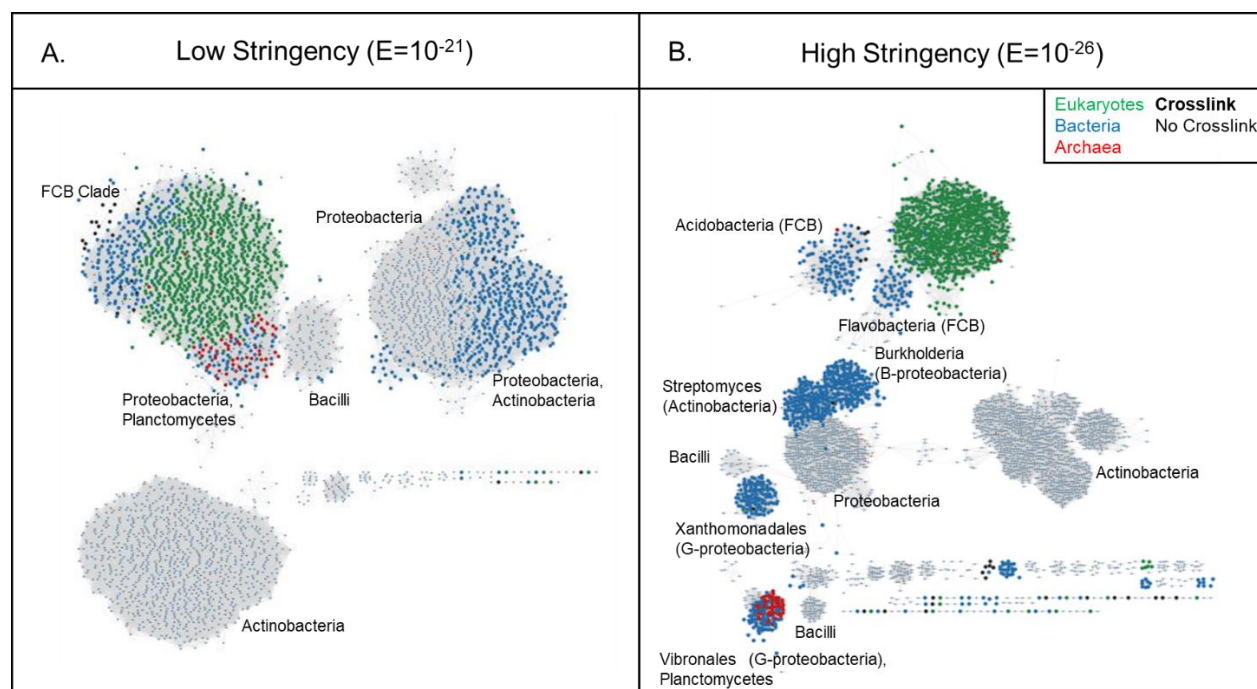 A. Low Stringency (E=10⁻²¹)
B. High Stringency (E=10⁻²⁶)
Eukaryotes Crosslink
Bacteria No Crosslink
Archaea
FCB Clade
Proteobacteria
Proteobacteria,
Planctomycetes
Bacilli
Proteobacteria,
Actinobacteria
Actinobacteria
Acidobacteria (FCB)
Flavobacteria (FCB)
Burkholderia
(B-proteobacteria)
Streptomyces
(Actinobacteria)
Bacilli
Proteobacteria
Actinobacteria
Xanthomonadales
(G-proteobacteria)
Bacilli
Vibronales (G-proteobacteria),
Planctomycetes